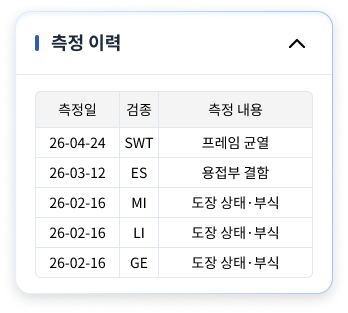 측정 이력
측정일 검종 측정 내용
26-04-24 SWT 프레임 균열
26-03-12 ES 용접부 결함
26-02-16 MI 도장 상태·부식
26-02-16 LI 도장 상태·부식
26-02-16 GE 도장 상태·부식